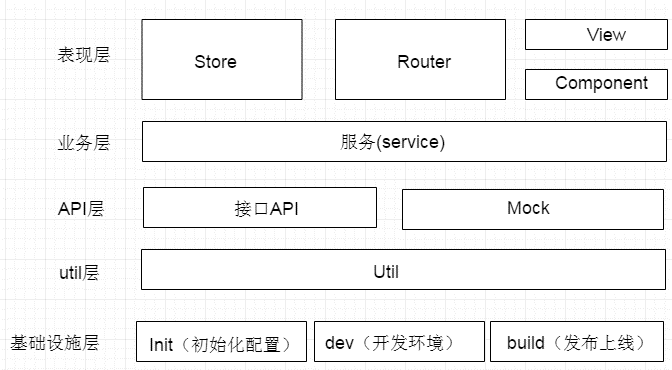 表现层
Store
Router
View
Component
业务层
服务(service)
API层
接口API
Mock
util层
Util
基础设施层
Init（初始化配置）
dev（开发环境）
build（发布上线）